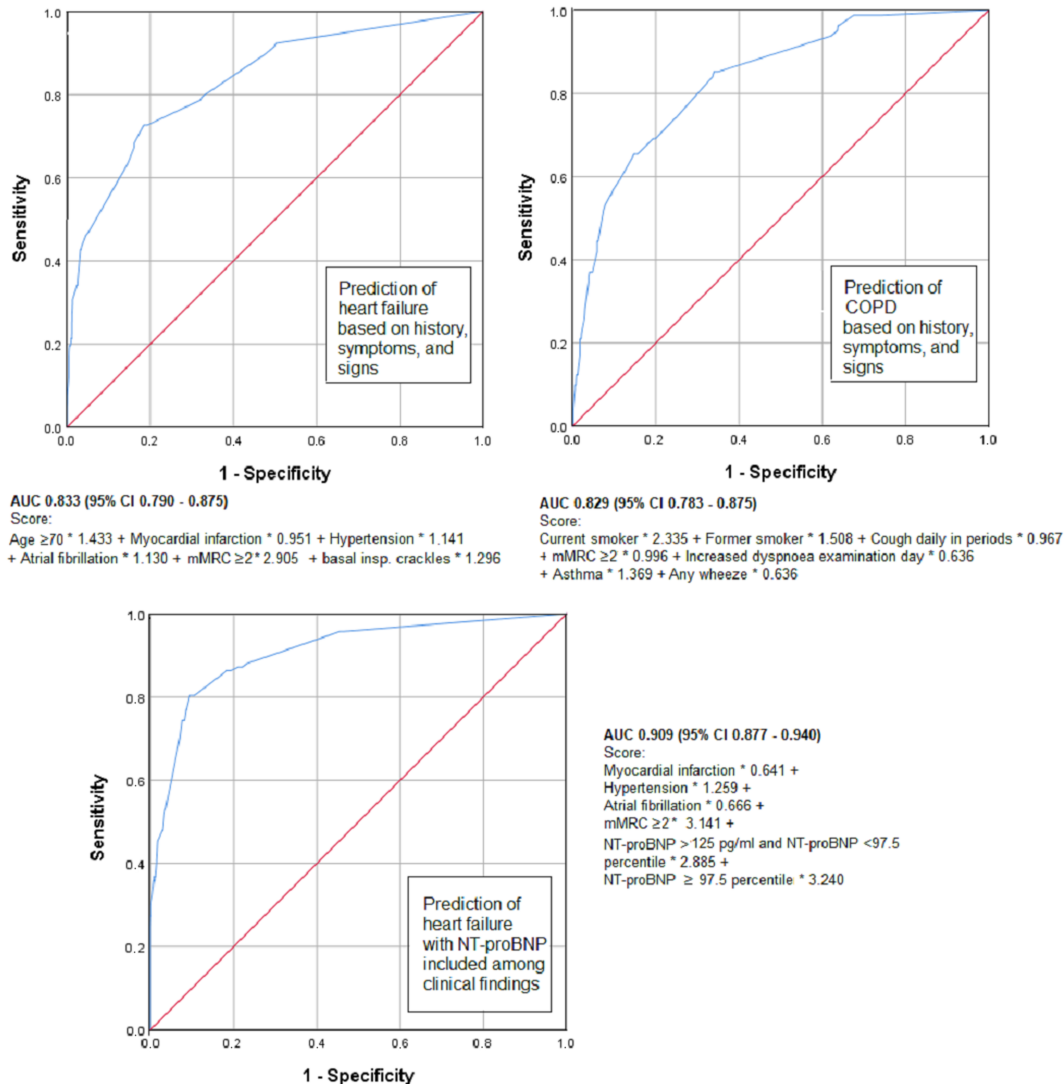 1.0
0.8
0.6
0.4
0.2
0.0
Sensitivity
0.0 0.2 0.4 0.6 0.8 1.0
1 - Specificity
Prediction of
heart failure
based on history,
symptoms, and
signs
AUC 0.833 (95% CI 0.790 - 0.875)
Score:
Age ≥70 * 1.433 + Myocardial infarction * 0.951 + Hypertension * 1.141
+ Atrial fibrillation * 1.130 + mMRC ≥2* 2.905 + basal insp. crackles * 1.296
1.0
0.8
0.6
0.4
0.2
0.0
Sensitivity
0.0 0.2 0.4 0.6 0.8 1.0
1 - Specificity
Prediction of
COPD
based on history,
symptoms, and
signs
AUC 0.829 (95% CI 0.783 - 0.875)
Score:
Current smoker * 2.335 + Former smoker * 1.508 + Cough daily in periods * 0.967
+ mMRC ≥2 * 0.996 + Increased dyspnoea examination day * 0.636
+ Asthma * 1.369 + Any wheeze * 0.636
1.0
0.8
0.6
0.4
0.2
0.0
Sensitivity
0.0 0.2 0.4 0.6 0.8 1.0
1 - Specificity
Prediction of
heart failure
with NT-proBNP
included among
clinical findings
AUC 0.909 (95% CI 0.877 - 0.940)
Score:
Myocardial infarction * 0.641 +
Hypertension * 1.259 +
Atrial fibrillation * 0.666 +
mMRC ≥2* 3.141 +
NT-proBNP >125 pg/ml and NT-proBNP <97.5
percentile * 2.885 +
NT-proBNP ≥ 97.5 percentile * 3.240